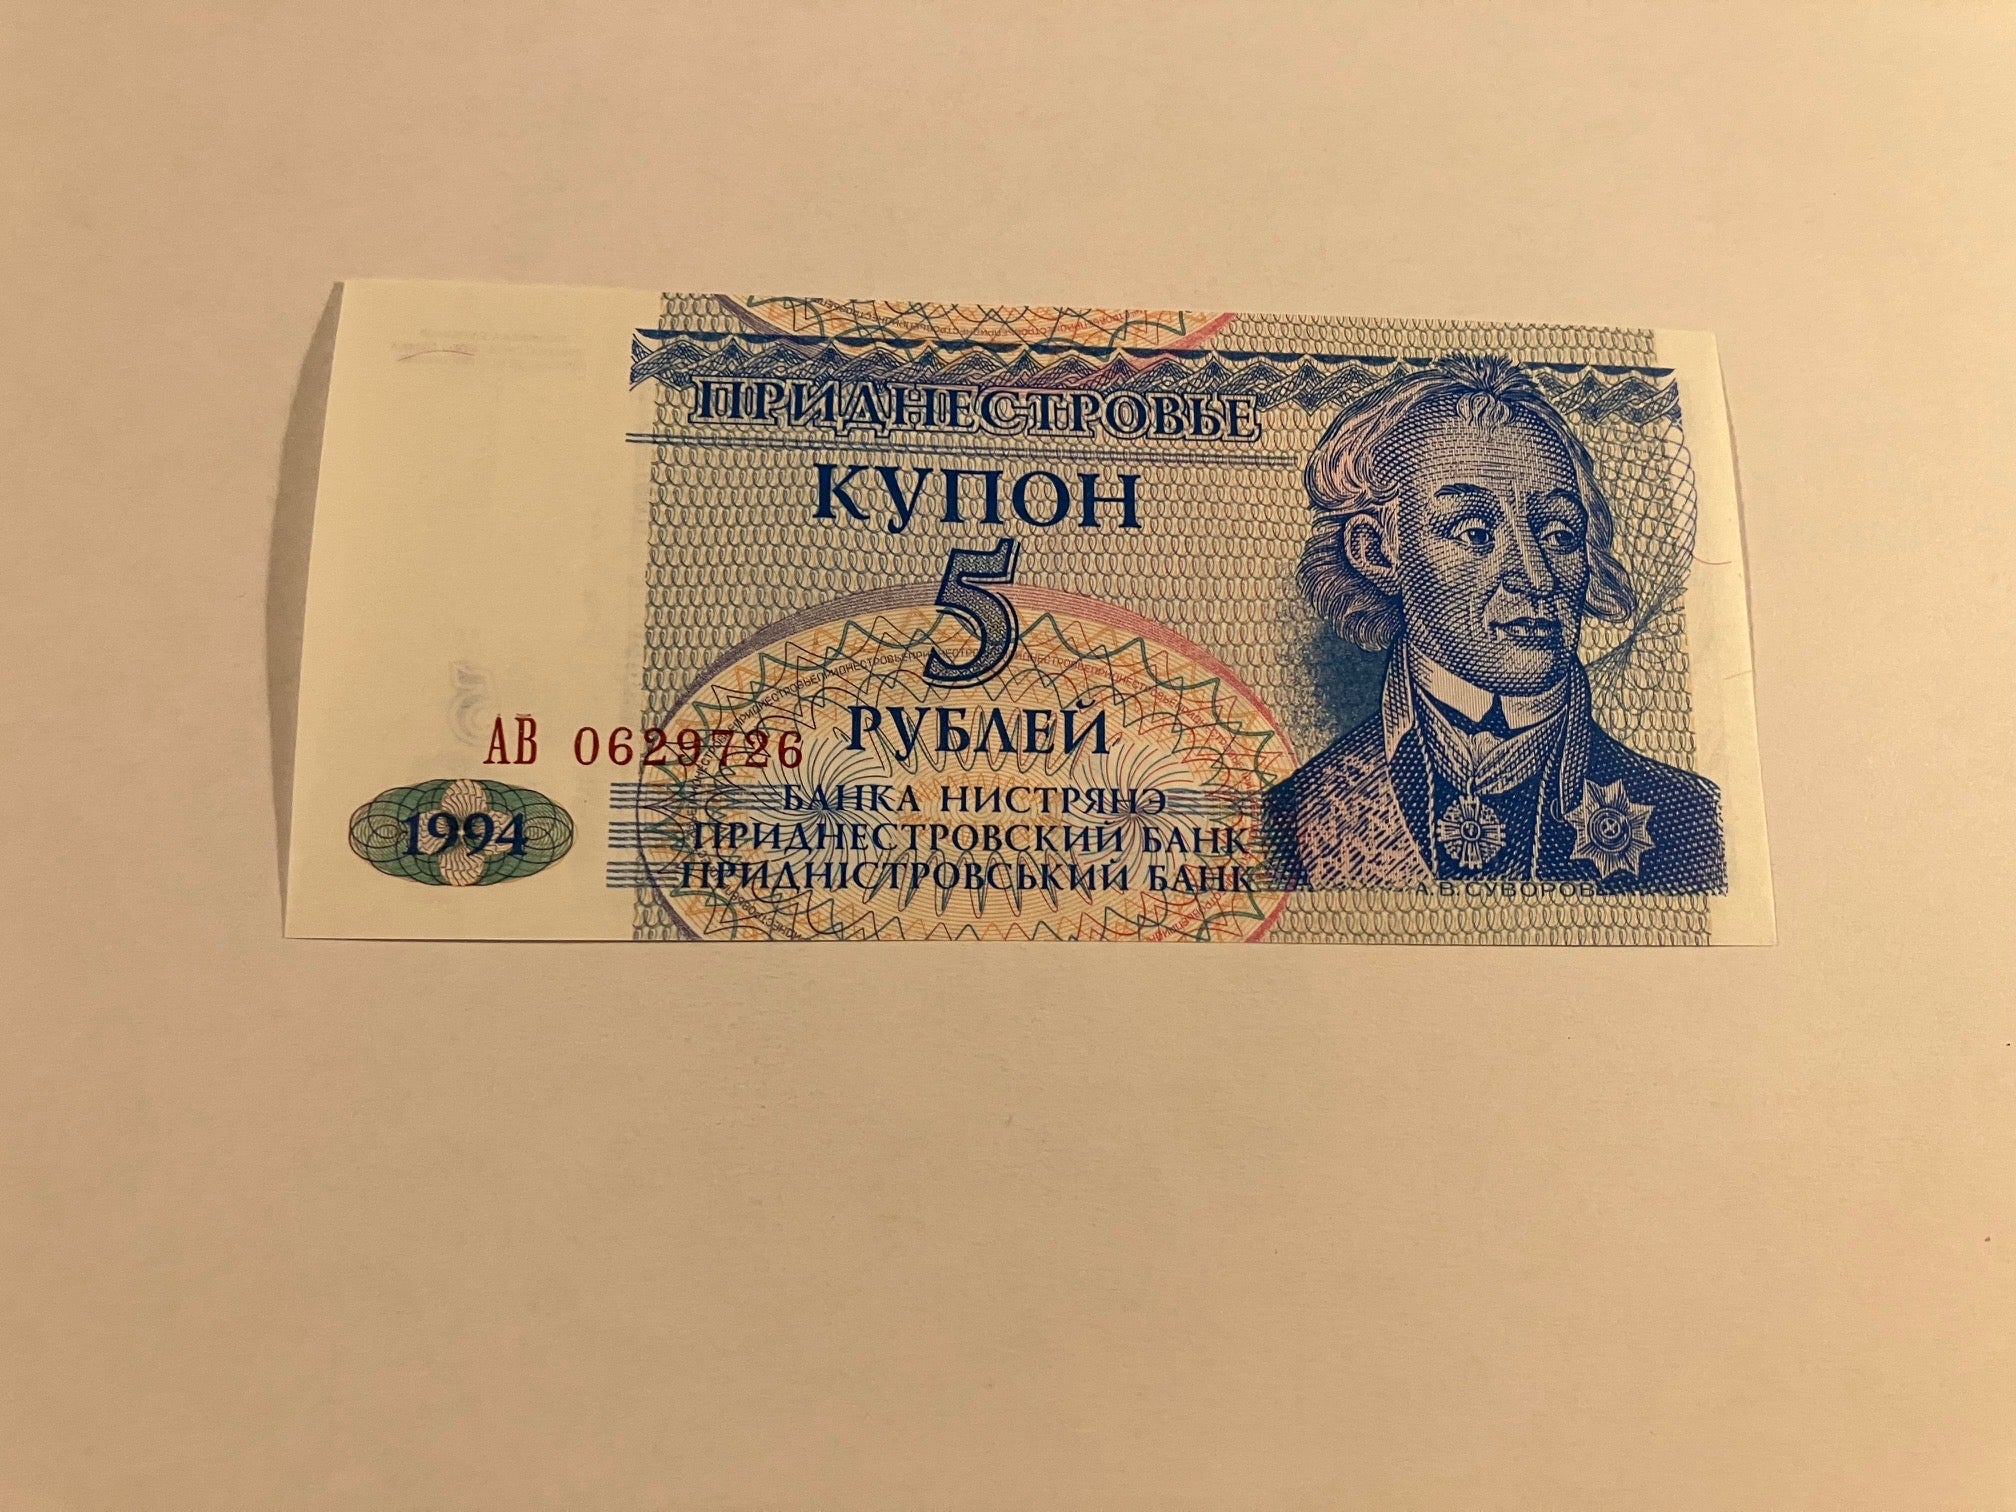 ПРИДНЕСТРОВЬЕ
КУПОН
5
РУБЛЕЙ
АВ 0629726
1994
БАНКА НИСТРЯНЭ
ПРИДНЕСТРОВСКИЙ БАНК
ПРИДНІСТРОВСЬКИЙ БАНК
А.В.СУВОРОВ